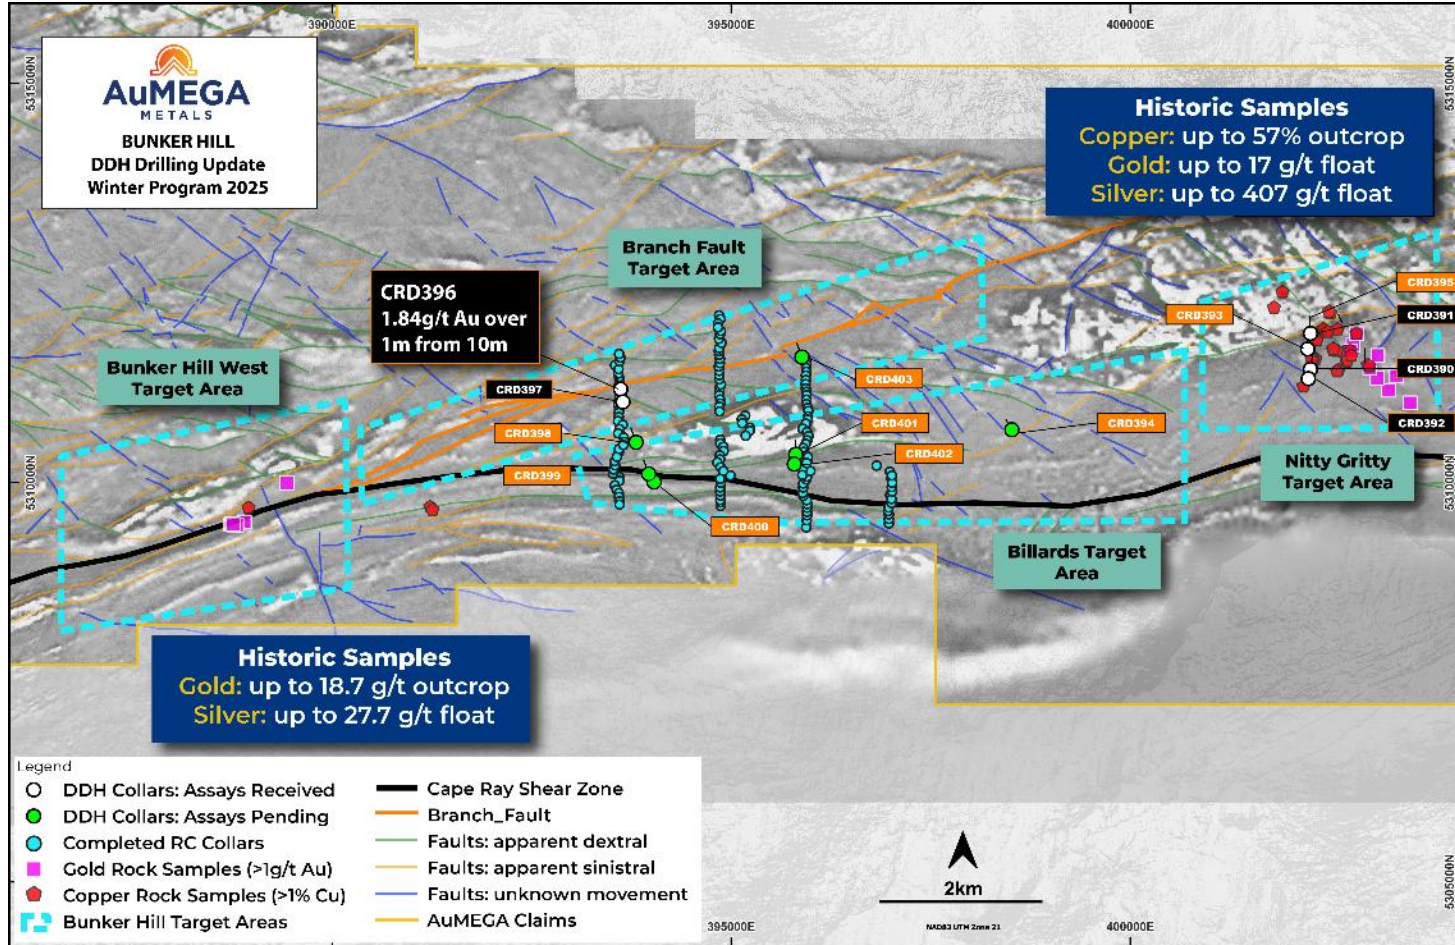 390000E
395000E
400000E
5315000N
5315000N
AuMEGA
METALS
BUNKER HILL
DDH Drilling Update
Winter Program 2025
Historic Samples
Copper: up to 57% outcrop
Gold: up to 17 g/t float
Silver: up to 407 g/t float
Branch Fault
Target Area
CRD396
1.84g/t Au over
1m from 10m
CRD395
CRD393
CRD391
Bunker Hill West
Target Area
CRD397
CRD403
CRD390
CRD398
CRD401
CRD394
CRD392
CRD402
CRD399
Nitty Gritty
Target Area
5310000N
5310000N
CRD400
Billards Target
Area
Historic Samples
Gold: up to 18.7 g/t outcrop
Silver: up to 27.7 g/t float
Legend
DDH Collars: Assays Received
DDH Collars: Assays Pending
Completed RC Collars
Gold Rock Samples (>1g/t Au)
Copper Rock Samples (>1% Cu)
Bunker Hill Target Areas
Cape Ray Shear Zone
Branch_Fault
Faults: apparent dextral
Faults: apparent sinistral
Faults: unknown movement
AuMEGA Claims
2km
NAD83 UTM Zone 21
5305000N
395000E
400000E